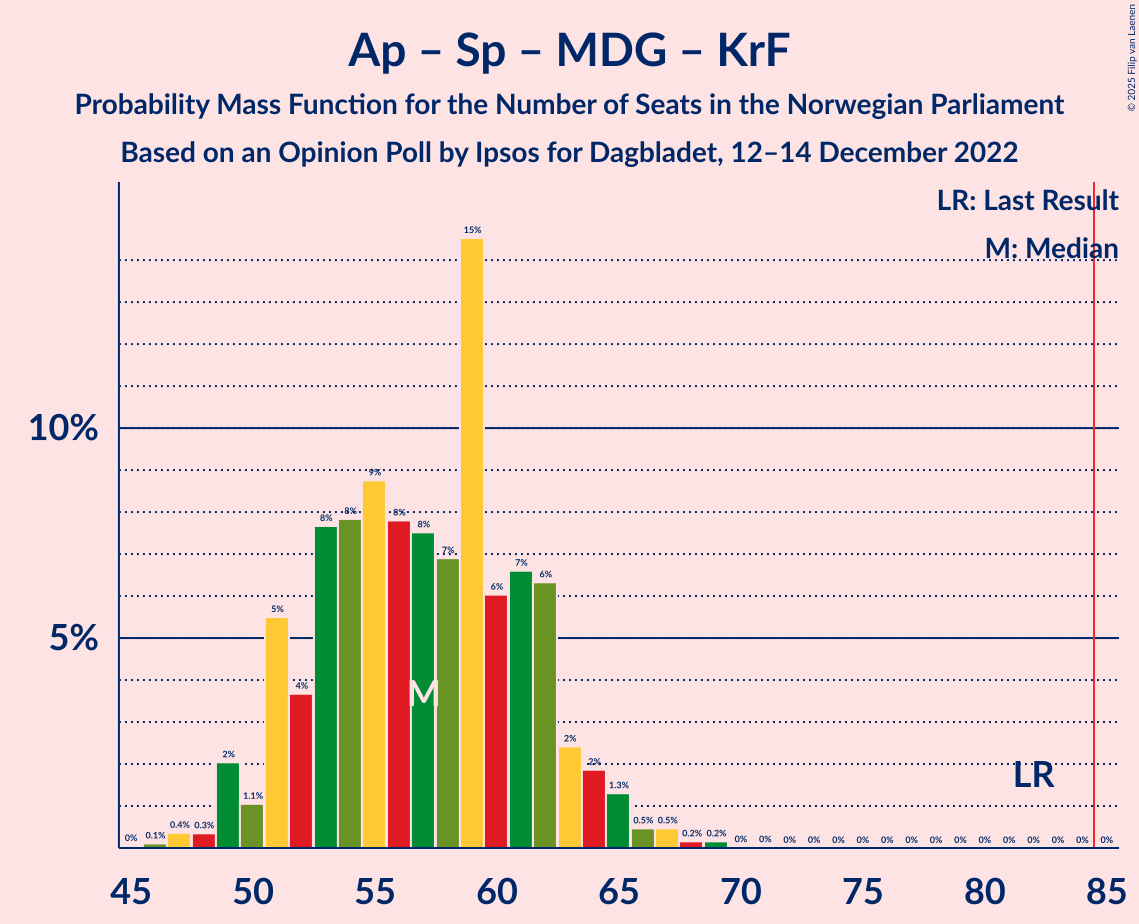 Ap – Sp – MDG – KrF
Probability Mass Function for the Number of Seats in the Norwegian Parliament
Based on an Opinion Poll by Ipsos for Dagbladet, 12–14 December 2022
© 2025 Filip van Laenen
LR: Last Result
M: Median
15%
10%
9%
8% 8% 8% 8%
7% 7%
6% 6%
5%
5%
4%
M
2%
2% 2%
LR
1.1% 1.3%
0% 0.1% 0.4% 0.3% 0.5% 0.5% 0.2% 0.2% 0% 0% 0% 0% 0% 0% 0% 0% 0% 0% 0% 0% 0% 0% 0% 0%
45 50 55 60 65 70 75 80 85